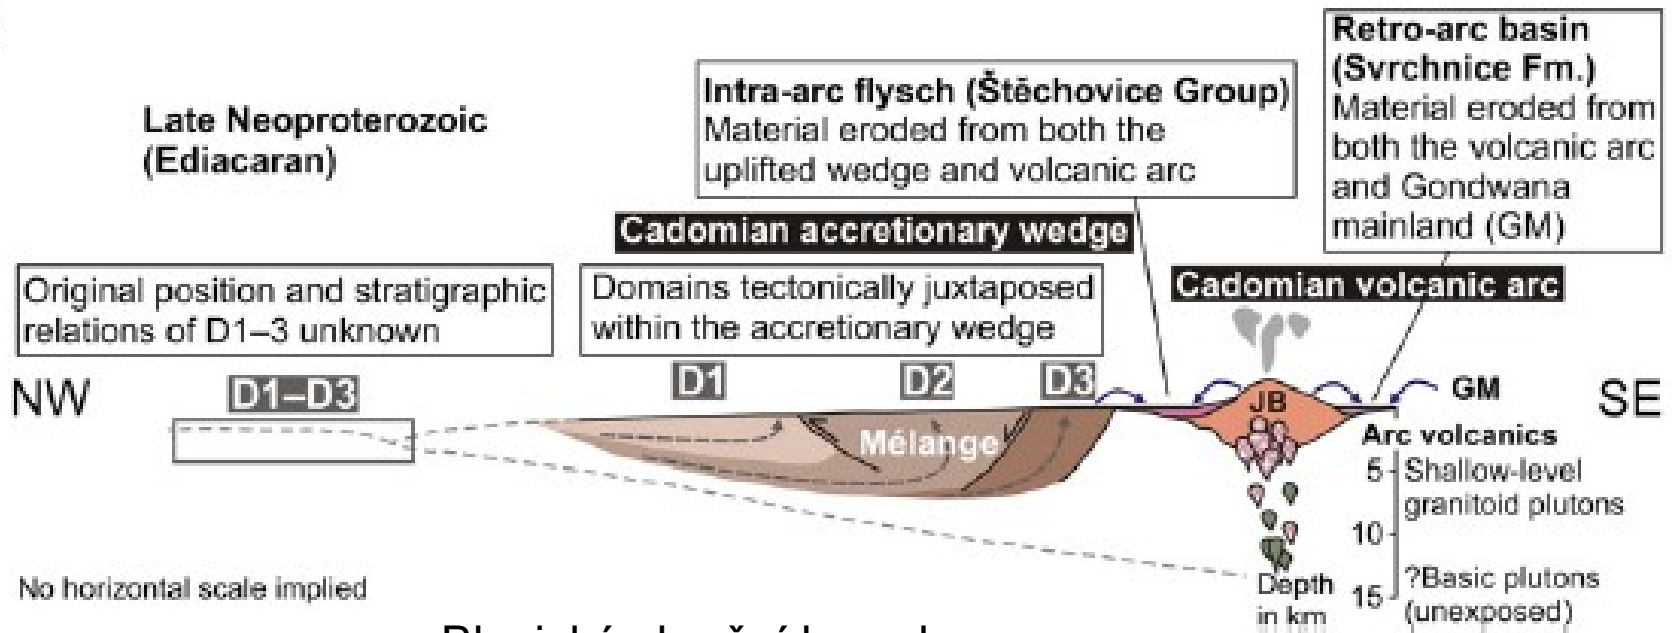 Late Neoproterozoic
(Ediacaran)
Intra-arc flysch (Štěchovice Group)
Material eroded from both the
uplifted wedge and volcanic arc
Retro-arc basin
(Svrchnice Fm.)
Material eroded from
both the volcanic arc
and Gondwana
mainland (GM)
Cadomian accretionary wedge
Cadomian volcanic arc
Original position and stratigraphic
relations of D1–3 unknown
Domains tectonically juxtaposed
within the accretionary wedge
NW
D1–D3
D1
D2
D3
JB
GM
SE
Mélange
Arc volcanics
5
Shallow-level
granitoid plutons
10
15
?Basic plutons
(unexposed)
Depth
in km
No horizontal scale implied